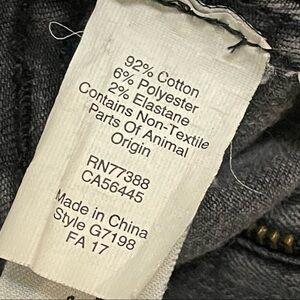 92% Cotton
6% Polyester
2% Elastane
Contains Non-Textile
Parts Of Animal
Origin
RN77388
CA56445
Made in China
Style G7198
FA 17